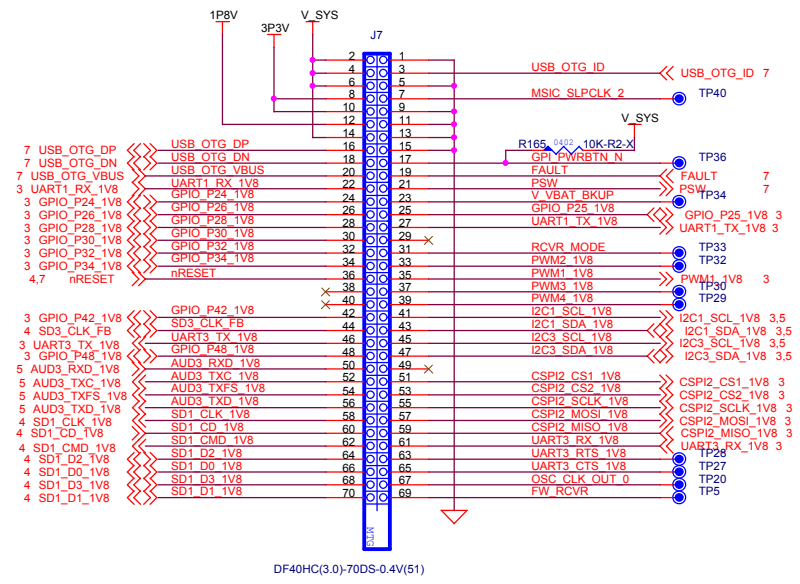 1P8V
3P3V
V_SYS
J7
2 1
4 3 USB_OTG_ID USB_OTG_ID 7
6 5
8 7 MSIC_SLPCLK_2 TP40
10 9
12 11
14 13
V_SYS
R165 0402 10K-R2-X
7 USB_OTG_DP USB_OTG_DP 16 15
7 USB_OTG_DN USB_OTG_DN 18 17 GPI_PWRBTN_N TP36
7 USB_OTG_VBUS USB_OTG_VBUS 20 19 FAULT FAULT 7
3 UART1_RX_1V8 UART1_RX_1V8 22 21 PSW PSW 7
3 GPIO_P24_1V8 GPIO_P24_1V8 24 23 V_VBAT_BKUP TP34
3 GPIO_P26_1V8 GPIO_P26_1V8 26 25 GPIO_P25_1V8 GPIO_P25_1V8 3
3 GPIO_P28_1V8 GPIO_P28_1V8 28 27 UART1_TX_1V8 UART1_TX_1V8 3
3 GPIO_P30_1V8 GPIO_P30_1V8 30 29
3 GPIO_P32_1V8 GPIO_P32_1V8 32 31 RCVR_MODE TP33
3 GPIO_P34_1V8 GPIO_P34_1V8 34 33 PWM2_1V8 TP32
4,7 nRESET nRESET 36 35 PWM1_1V8 PWM1_1V8 3
38 37 PWM3_1V8 TP30
40 39 PWM4_1V8 TP29
3 GPIO_P42_1V8 GPIO_P42_1V8 42 41 I2C1_SCL_1V8 I2C1_SCL_1V8 3,5
4 SD3_CLK_FB SD3_CLK_FB 44 43 I2C1_SDA_1V8 I2C1_SDA_1V8 3,5
3 UART3_TX_1V8 UART3_TX_1V8 46 45 I2C3_SCL_1V8 I2C3_SCL_1V8 3,5
3 GPIO_P48_1V8 GPIO_P48_1V8 48 47 I2C3_SDA_1V8 I2C3_SDA_1V8 3,5
5 AUD3_RXD_1V8 AUD3_RXD_1V8 50 49
5 AUD3_TXC_1V8 AUD3_TXC_1V8 52 51 CSPI2_CS1_1V8 CSPI2_CS1_1V8 3
5 AUD3_TXFS_1V8 AUD3_TXFS_1V8 54 53 CSPI2_CS2_1V8 CSPI2_CS2_1V8 3
5 AUD3_TXD_1V8 AUD3_TXD_1V8 56 55 CSPI2_SCLK_1V8 CSPI2_SCLK_1V8 3
4 SD1_CLK_1V8 SD1_CLK_1V8 58 57 CSPI2_MOSI_1V8 CSPI2_MOSI_1V8 3
4 SD1_CD_1V8 SD1_CD_1V8 60 59 CSPI2_MISO_1V8 CSPI2_MISO_1V8 3
4 SD1_CMD_1V8 SD1_CMD_1V8 62 61 UART3_RX_1V8 UART3_RX_1V8 3
4 SD1_D2_1V8 SD1_D2_1V8 64 63 UART3_RTS_1V8 TP28
4 SD1_D0_1V8 SD1_D0_1V8 66 65 UART3_CTS_1V8 TP27
4 SD1_D3_1V8 SD1_D3_1V8 68 67 OSC_CLK_OUT_0 TP20
4 SD1_D1_1V8 SD1_D1_1V8 70 69 FW_RCVR TP5
MTG
DF40HC(3.0)-70DS-0.4V(51)